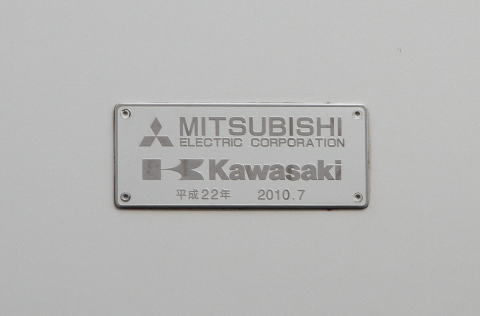 MITSUBISHI
ELECTRIC CORPORATION
Kawasaki
平成22年 2010.7